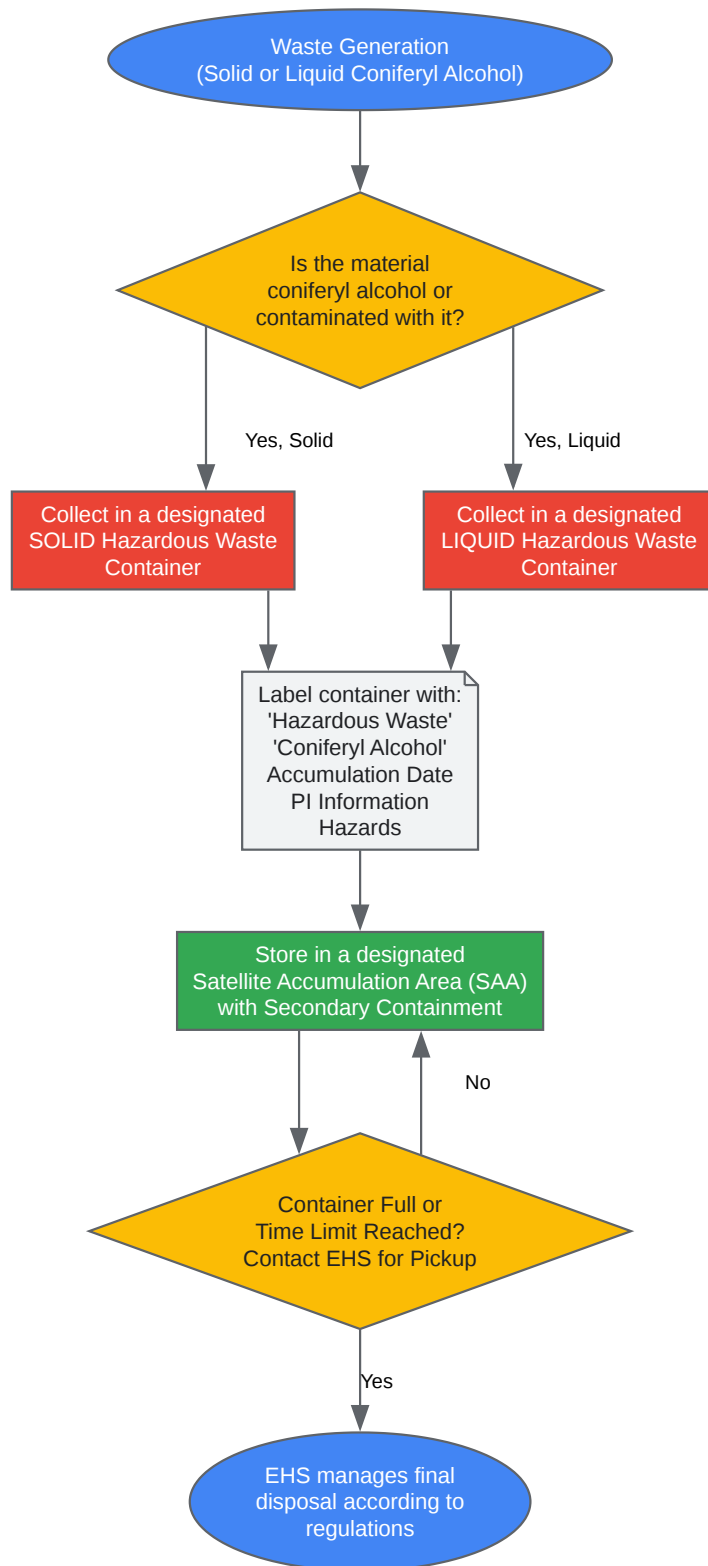 Waste Generation
(Solid or Liquid Coniferyl Alcohol)
Is the material
coniferyl alcohol or
contaminated with it?
Yes, Solid
Yes, Liquid
Collect in a designated
SOLID Hazardous Waste
Container
Collect in a designated
LIQUID Hazardous Waste
Container
Label container with:
'Hazardous Waste'
'Coniferyl Alcohol'
Accumulation Date
PI Information
Hazards
Store in a designated
Satellite Accumulation Area (SAA)
with Secondary Containment
No
Container Full or
Time Limit Reached?
Contact EHS for Pickup
Yes
EHS manages final
disposal according to
regulations